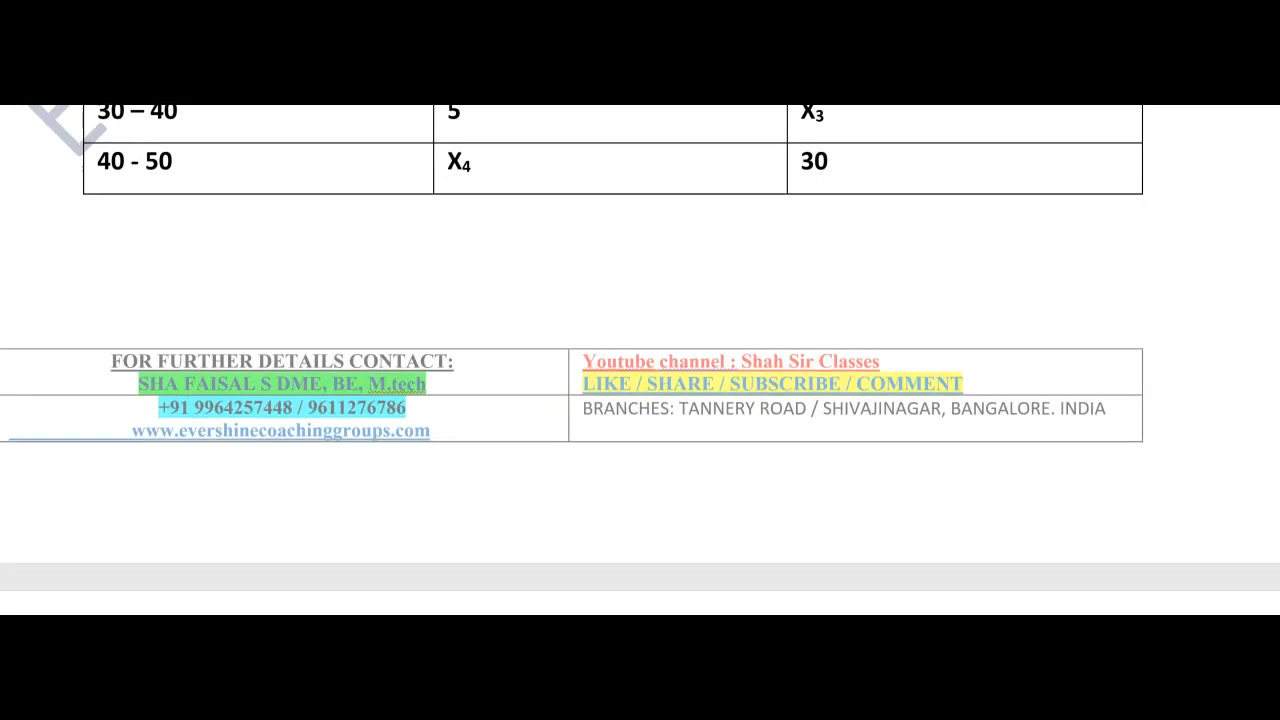 30 – 40 5 X₃
40 - 50 X₄ 30
FOR FURTHER DETAILS CONTACT:
SHA FAISAL S DME, BE, M.tech
+91 9964257448 / 9611276786
www.evershinecoachinggroups.com
Youtube channel : Shah Sir Classes
LIKE / SHARE / SUBSCRIBE / COMMENT
BRANCHES: TANNERY ROAD / SHIVAJINAGAR, BANGALORE. INDIA